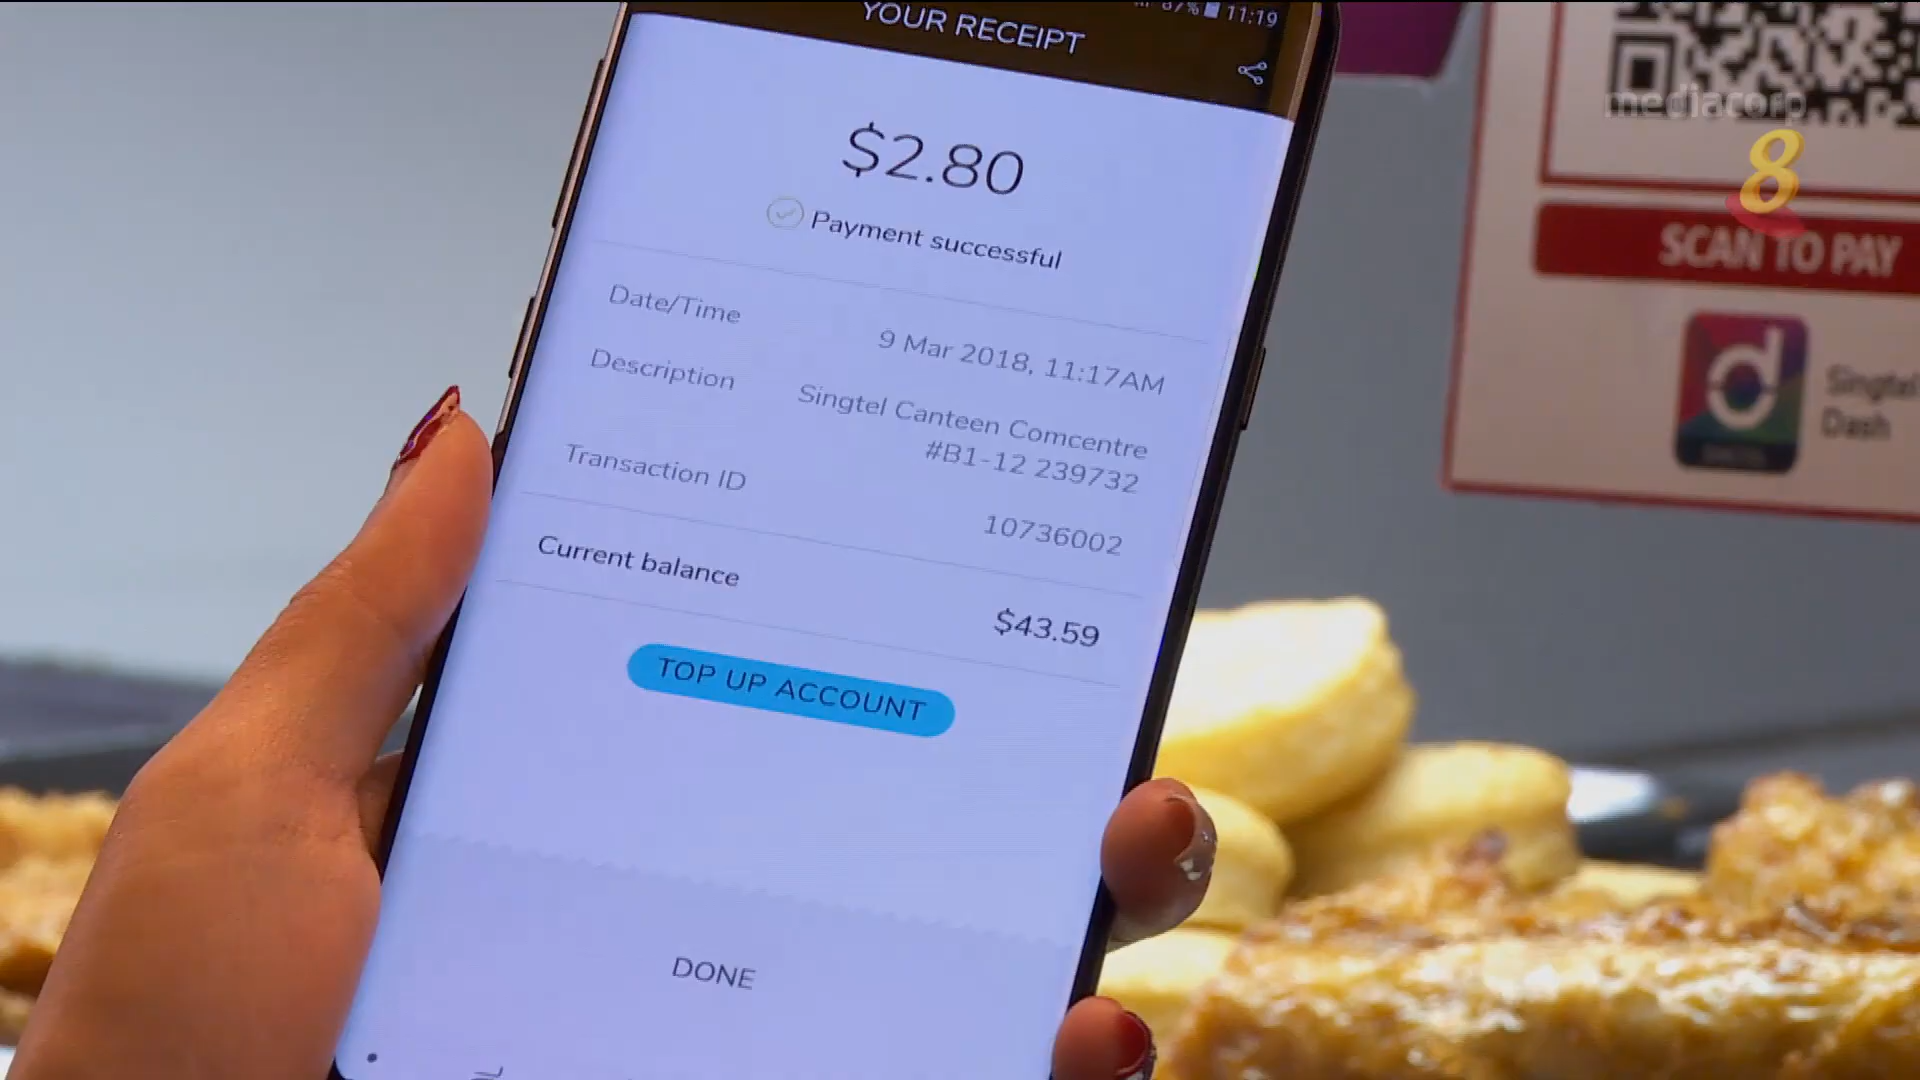 87% 11:19
YOUR RECEIPT
$2.80
Payment successful
Date/Time
9 Mar 2018, 11:17AM
Description
Singtel Canteen Comcentre
#B1-12 239732
Transaction ID
10736002
Current balance
$43.59
TOP UP ACCOUNT
DONE
mediacorp
8
SCAN TO PAY
d
Singtel
Dash